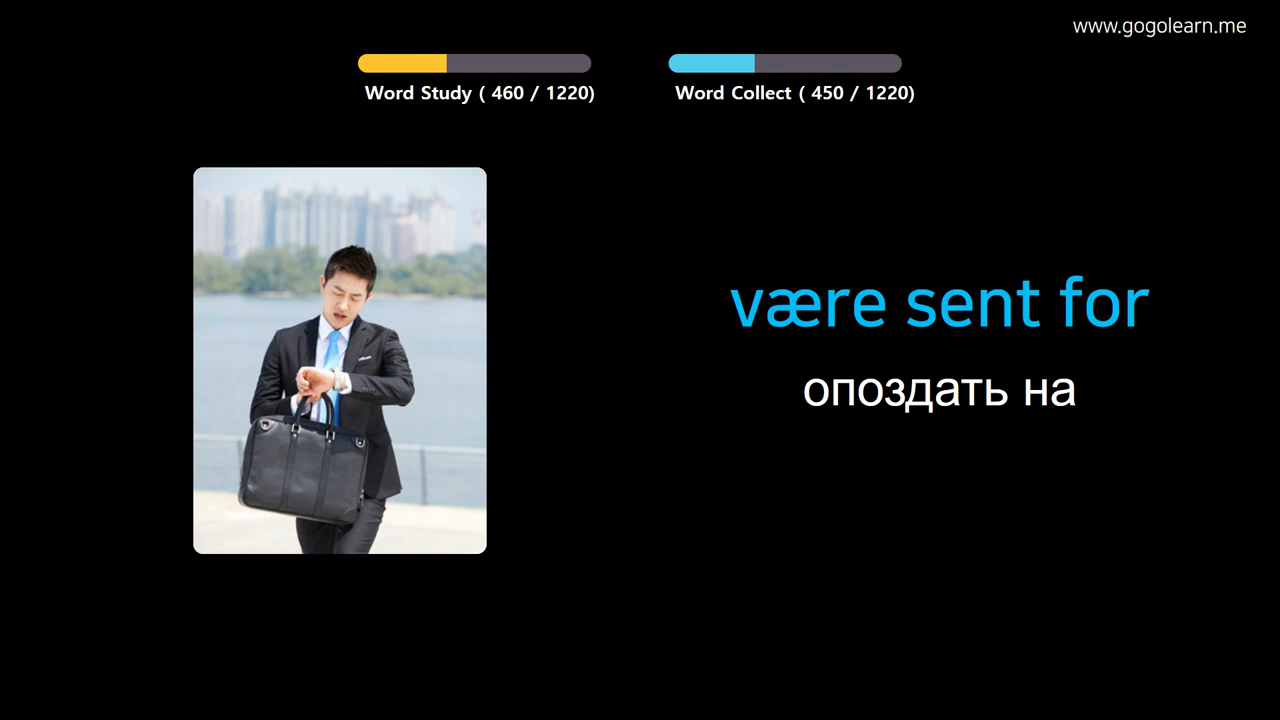 www.gogolearn.me
Word Study ( 460 / 1220)
Word Collect ( 450 / 1220)
være sent for
опоздать на